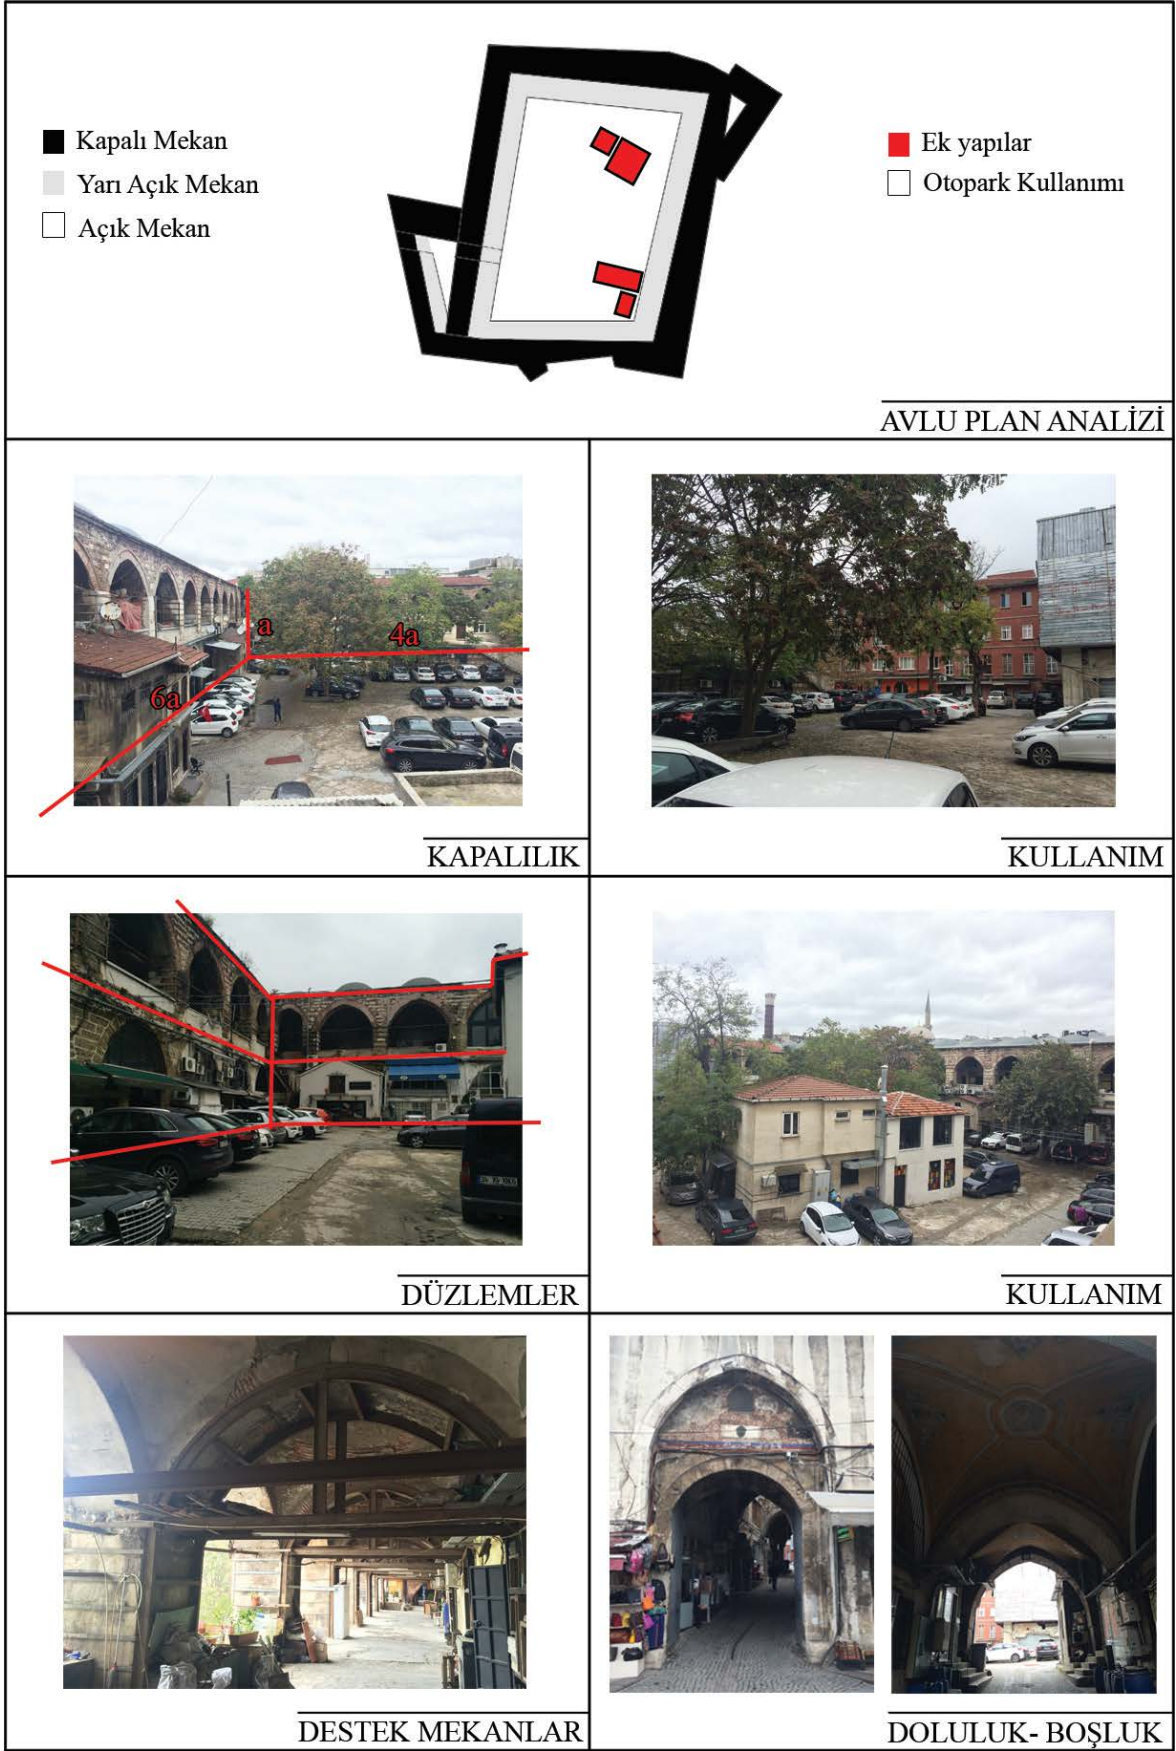 Kapalı Mekan
Yarı Açık Mekan
Açık Mekan
Ek yapılar
Otopark Kullanımı
AVLU PLAN ANALİZİ
a
4a
6a
KAPALILIK
KULLANIM
DÜZLEMLER
KULLANIM
DESTEK MEKANLAR
DOLULUK- BOŞLUK